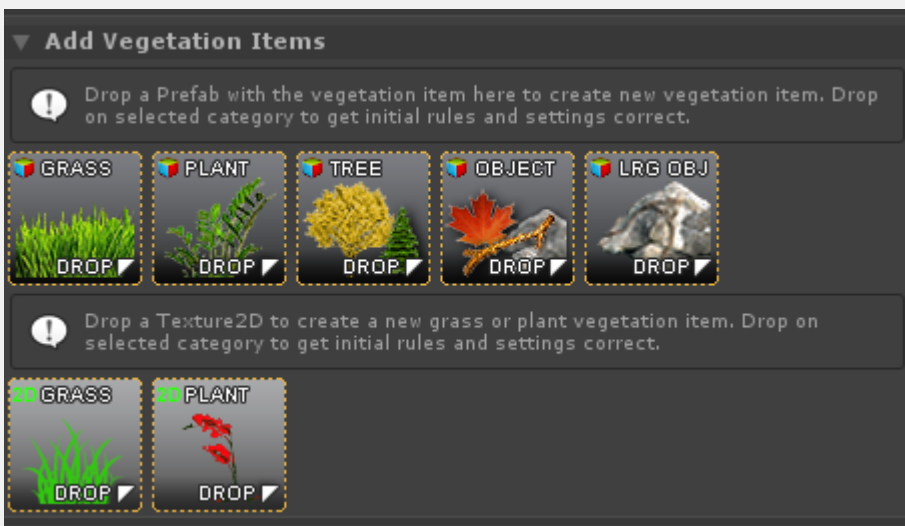 Add Vegetation Items
Drop a Prefab with the vegetation item here to create new vegetation item. Drop
on selected category to get initial rules and settings correct.
GRASS PLANT TREE OBJECT LRG OBJ
DROP DROP DROP DROP DROP
Drop a Texture2D to create a new grass or plant vegetation item. Drop on
selected category to get initial rules and settings correct.
2D GRASS 2D PLANT
DROP DROP